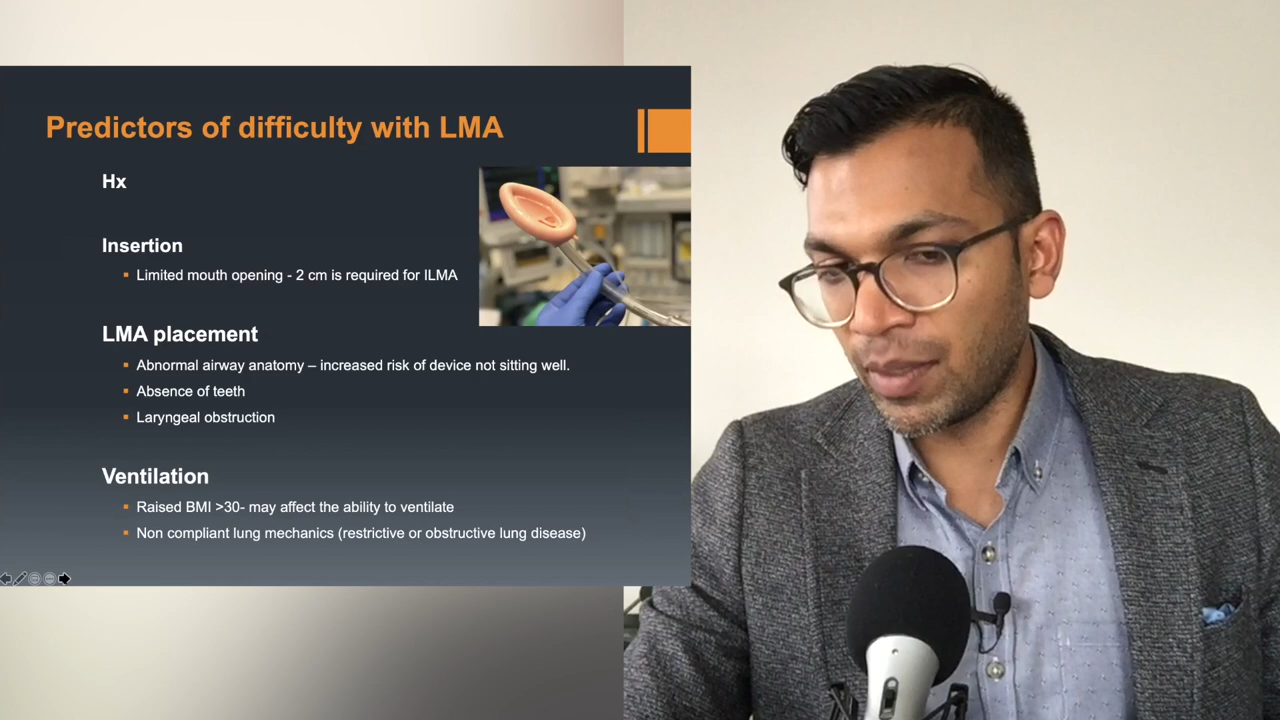 Predictors of difficulty with LMA
Hx
Insertion
Limited mouth opening - 2 cm is required for ILMA
LMA placement
Abnormal airway anatomy – increased risk of device not sitting well.
Absence of teeth
Laryngeal obstruction
Ventilation
Raised BMI >30- may affect the ability to ventilate
Non compliant lung mechanics (restrictive or obstructive lung disease)